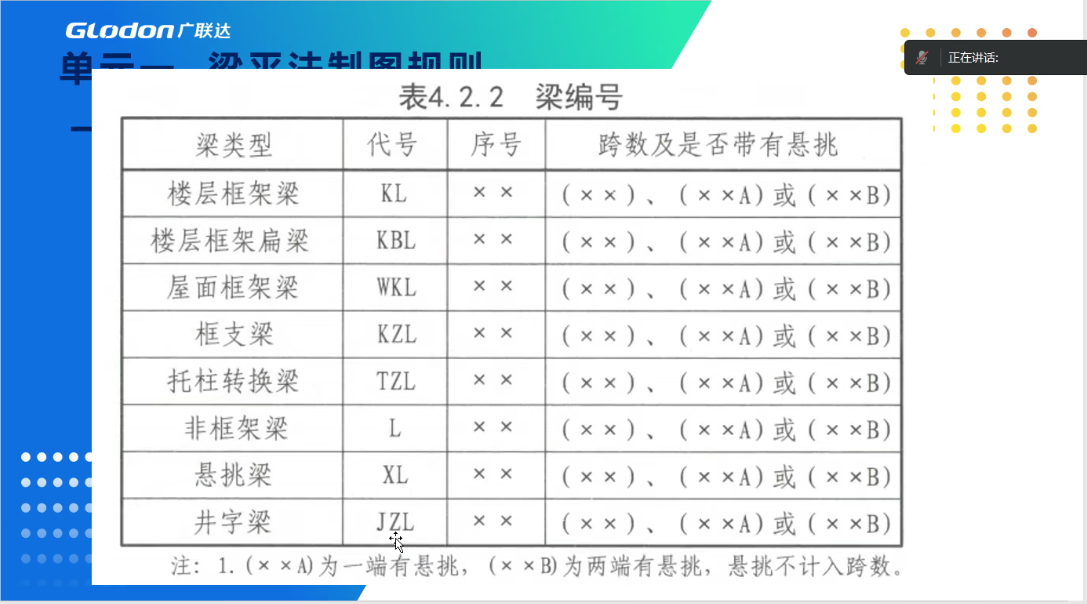 GLodon广联达
单元一 梁平法制图规则
正在讲话:
一
表4.2.2 梁编号
梁类型 代号 序号 跨数及是否带有悬挑
楼层框架梁 KL ×× (××)、(××A)或(××B)
楼层框架扁梁 KBL ×× (××)、(××A)或(××B)
屋面框架梁 WKL ×× (××)、(××A)或(××B)
框支梁 KZL ×× (××)、(××A)或(××B)
托柱转换梁 TZL ×× (××)、(××A)或(××B)
非框架梁 L ×× (××)、(××A)或(××B)
悬挑梁 XL ×× (××)、(××A)或(××B)
井字梁 JZL ×× (××)、(××A)或(××B)
注: 1.(××A)为一端有悬挑，(××B)为两端有悬挑，悬挑不计入跨数。